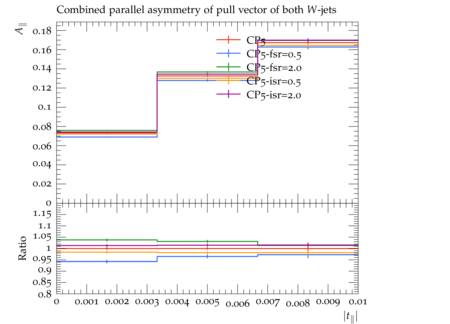 Combined parallel asymmetry of pull vector of both W-jets
A∥
0.18
0.16
0.14
0.12
0.1
0.08
0.06
0.04
0.02
0
CP5
CP5-fsr=0.5
CP5-fsr=2.0
CP5-isr=0.5
CP5-isr=2.0
Ratio
1.15
1.1
1.05
1
0.95
0.9
0.85
0.8
0 0.001 0.002 0.003 0.004 0.005 0.006 0.007 0.008 0.009 0.01
|t∥|